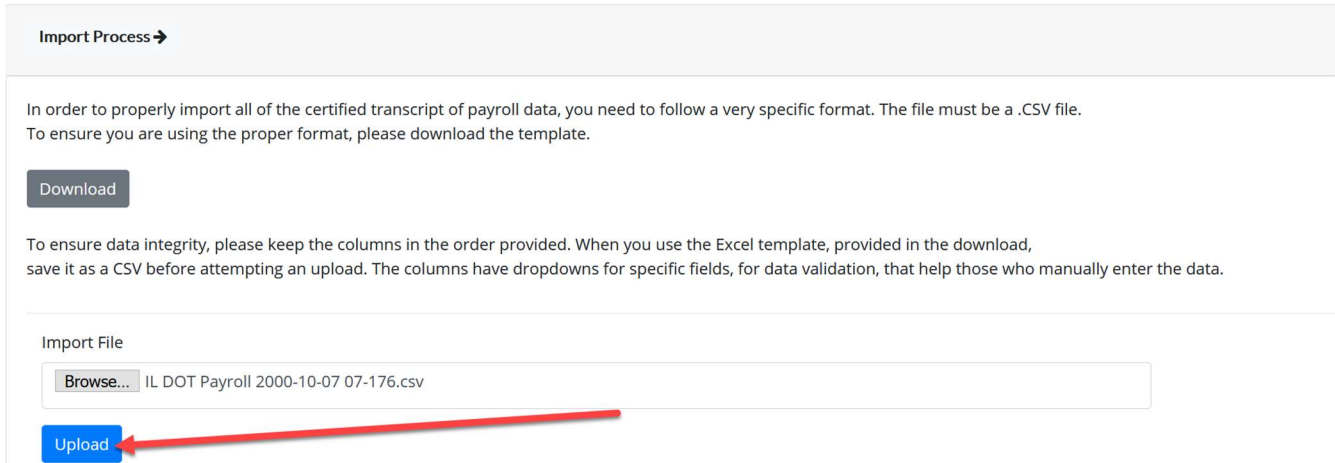 Import Process
In order to properly import all of the certified transcript of payroll data, you need to follow a very specific format. The file must be a .CSV file.
To ensure you are using the proper format, please download the template.
Download
To ensure data integrity, please keep the columns in the order provided. When you use the Excel template, provided in the download,
save it as a CSV before attempting an upload. The columns have dropdowns for specific fields, for data validation, that help those who manually enter the data.
Import File
Browse... IL DOT Payroll 2000-10-07 07-176.csv
Upload